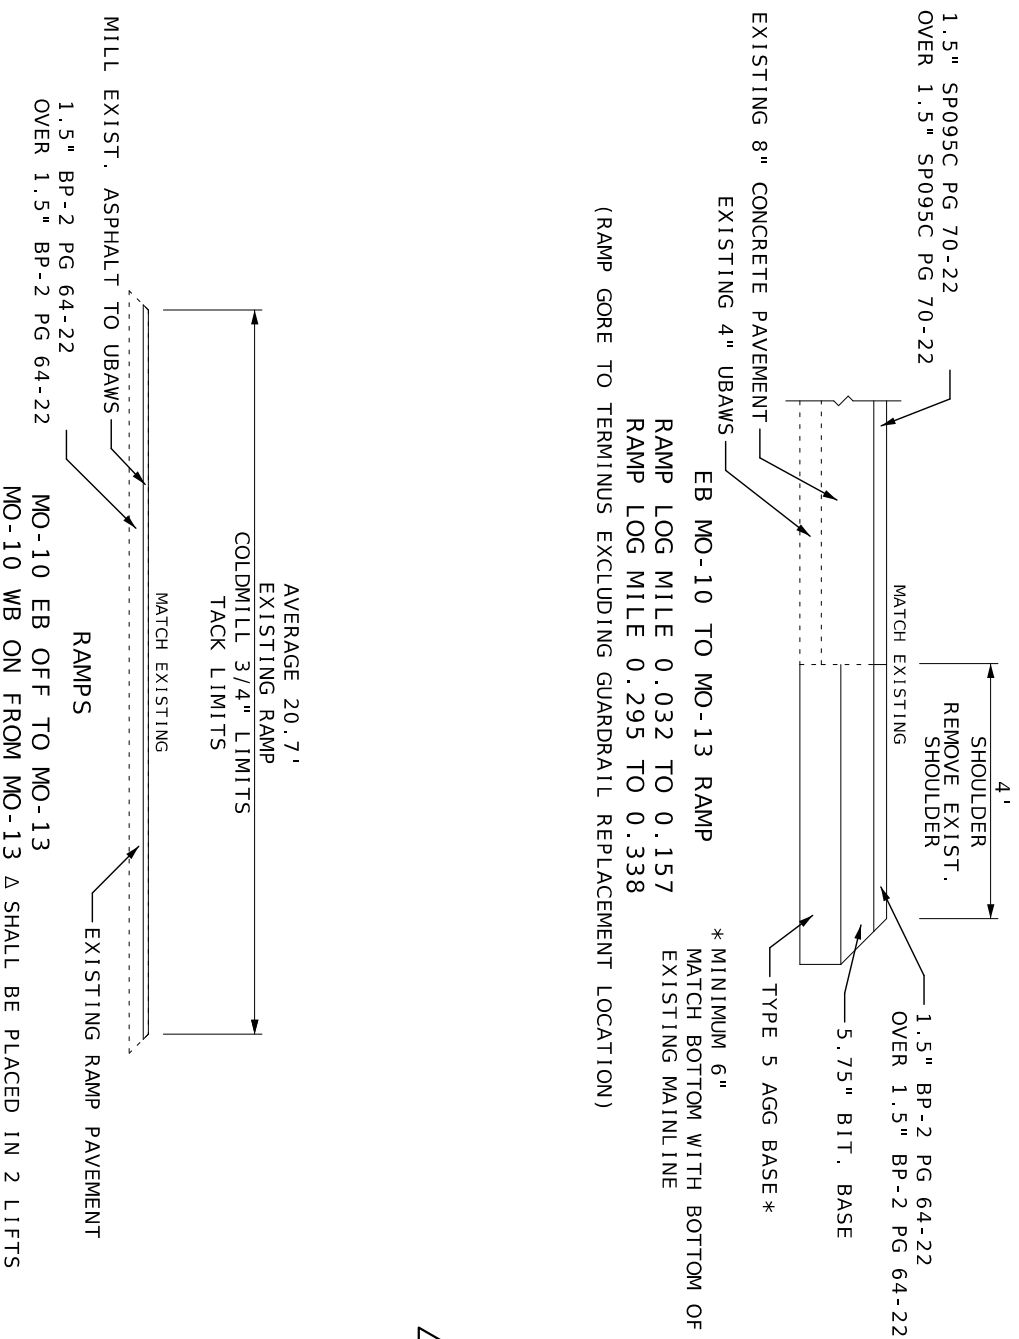 1.5" SP095C PG 70-22
OVER 1.5" SP095C PG 70-22
4'
SHOULDER
REMOVE EXIST.
SHOULDER
MATCH EXISTING
1.5" BP-2 PG 64-22
OVER 1.5" BP-2 PG 64-22
5.75" BIT. BASE
TYPE 5 AGG BASE*
EXISTING 8" CONCRETE PAVEMENT
EXISTING 4" UBAWS
* MINIMUM 6"
MATCH BOTTOM WITH BOTTOM OF
EXISTING MAINLINE
EB MO-10 TO MO-13 RAMP
RAMP LOG MILE 0.032 TO 0.157
RAMP LOG MILE 0.295 TO 0.338
(RAMP GORE TO TERMINUS EXCLUDING GUARDRAIL REPLACEMENT LOCATION)
AVERAGE 20.7'
EXISTING RAMP
COLDMILL 3/4" LIMITS
TACK LIMITS
MATCH EXISTING
MILL EXIST. ASPHALT TO UBAWS
1.5" BP-2 PG 64-22
OVER 1.5" BP-2 PG 64-22
EXISTING RAMP PAVEMENT
RAMPS
MO-10 EB OFF TO MO-13
MO-10 WB ON FROM MO-13
Δ SHALL BE PLACED IN 2 LIFTS